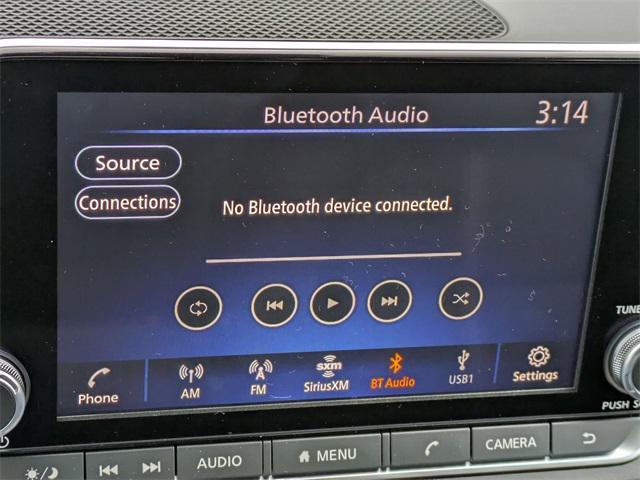 Bluetooth Audio
3:14
Source
Connections
No Bluetooth device connected.
Phone
AM
FM
sxm
SiriusXM
BT Audio
USB1
Settings
TUNE
PUSH S
AUDIO
MENU
CAMERA